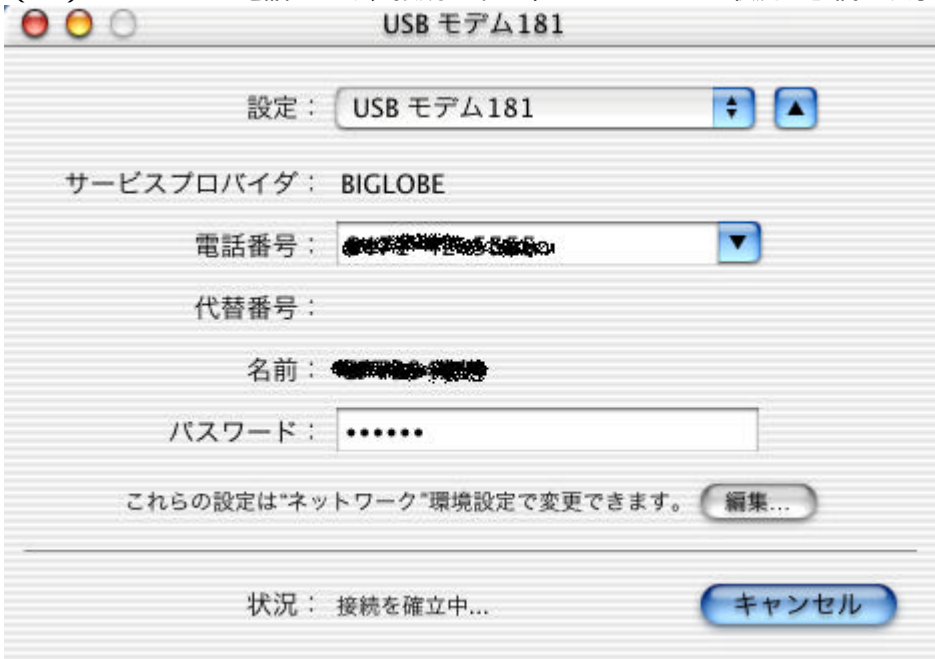 USB モデム181
設定： USB モデム181
サービスプロバイダ： BIGLOBE
電話番号：
代替番号：
名前：
パスワード： ••••••
これらの設定は“ネットワーク”環境設定で変更できます。 編集...
状況： 接続を確立中... キャンセル